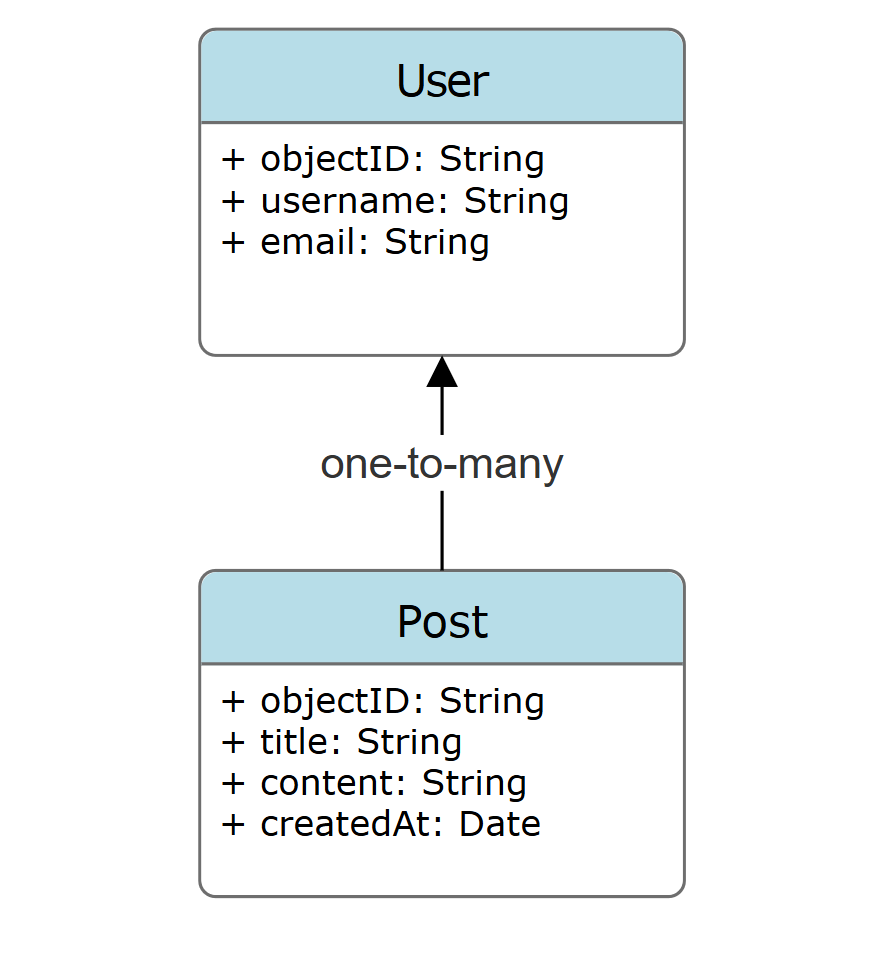 User
+ objectID: String
+ username: String
+ email: String
one-to-many
Post
+ objectID: String
+ title: String
+ content: String
+ createdAt: Date